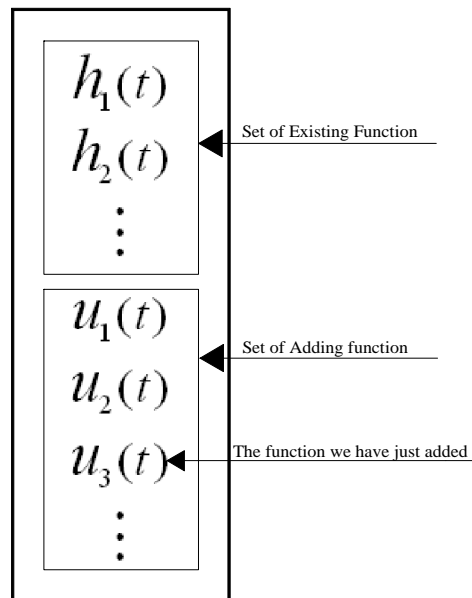 h₁(t)
Set of Existing Function
h₂(t)
⋮
u₁(t)
Set of Adding function
u₂(t)
The function we have just added
u₃(t)
⋮